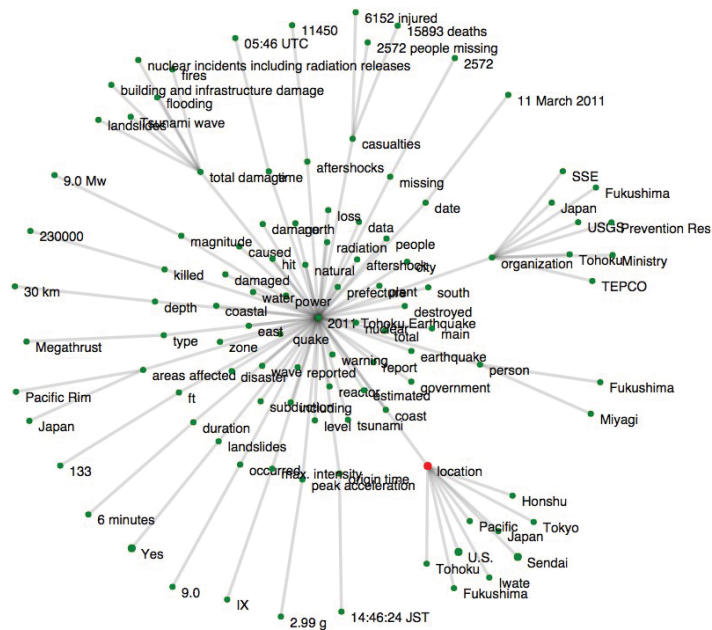 6152 injured
15893 deaths
11450
05:46 UTC
2572 people missing
2572
nuclear incidents including radiation releases
fires
building and infrastructure damage
flooding
11 March 2011
Tsunami wave
landslides
casualties
aftershocks
total damage
time
missing
SSE
Fukushima
9.0 Mw
date
Japan
loss
USGS
Prevention Res
damage
north
data
230000
magnitude
caused
radiation
people
organization
Tohoku
Ministry
hit
natural
aftershock
city
killed
damaged
TEPCO
30 km
water
power
prefecture
plant
south
depth
coastal
destroyed
2011 Tohoku Earthquake
east
nuclear
main
Megathrust
type
zone
quake
total
warning
earthquake
areas affected
disaster
wave
reported
report
person
Pacific Rim
ft
reactor
estimated
government
Fukushima
Japan
subduction
including
coast
Miyagi
duration
level
tsunami
landslides
133
occurred
max. intensity
origin time
location
peak acceleration
Honshu
6 minutes
Pacific
Tokyo
Japan
Yes
U.S.
Sendai
Tohoku
Iwate
9.0
Fukushima
IX
2.99 g
14:46:24 JST